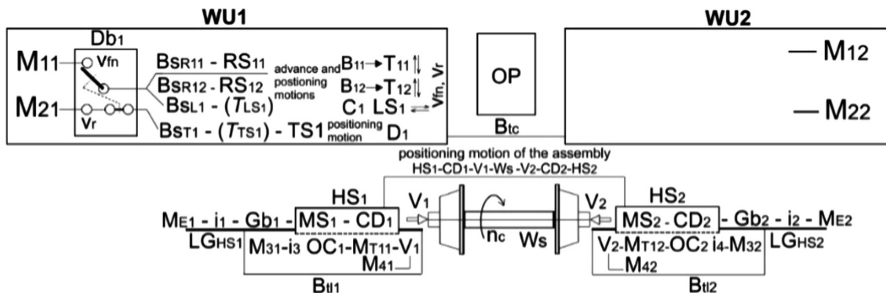 WU1 WU2
Db1
M11 Vfn BSR11 - RS11 advance and positioning motions B11→T11 Vfn, Vr OP M12
BSR12 - RS12 B12→T12
BSL1 - (TLS1) C1 LS1
M21 Vr BST1 - (TTS1) - TS1 positioning motion D1 M22
Btc
positioning motion of the assembly
HS1-CD1-V1-Ws -V2-CD2-HS2
HS1 V1 V2 HS2
ME1 - i1 - Gb1 - MS1 - CD1 MS2 - CD2 - Gb2 - i2 - ME2
LGHS1 nc Ws LGHS2
M31-i3 OC1-MT11-V1 V2-MT12-OC2 i4-M32
M41 M42
Btl1 Btl2